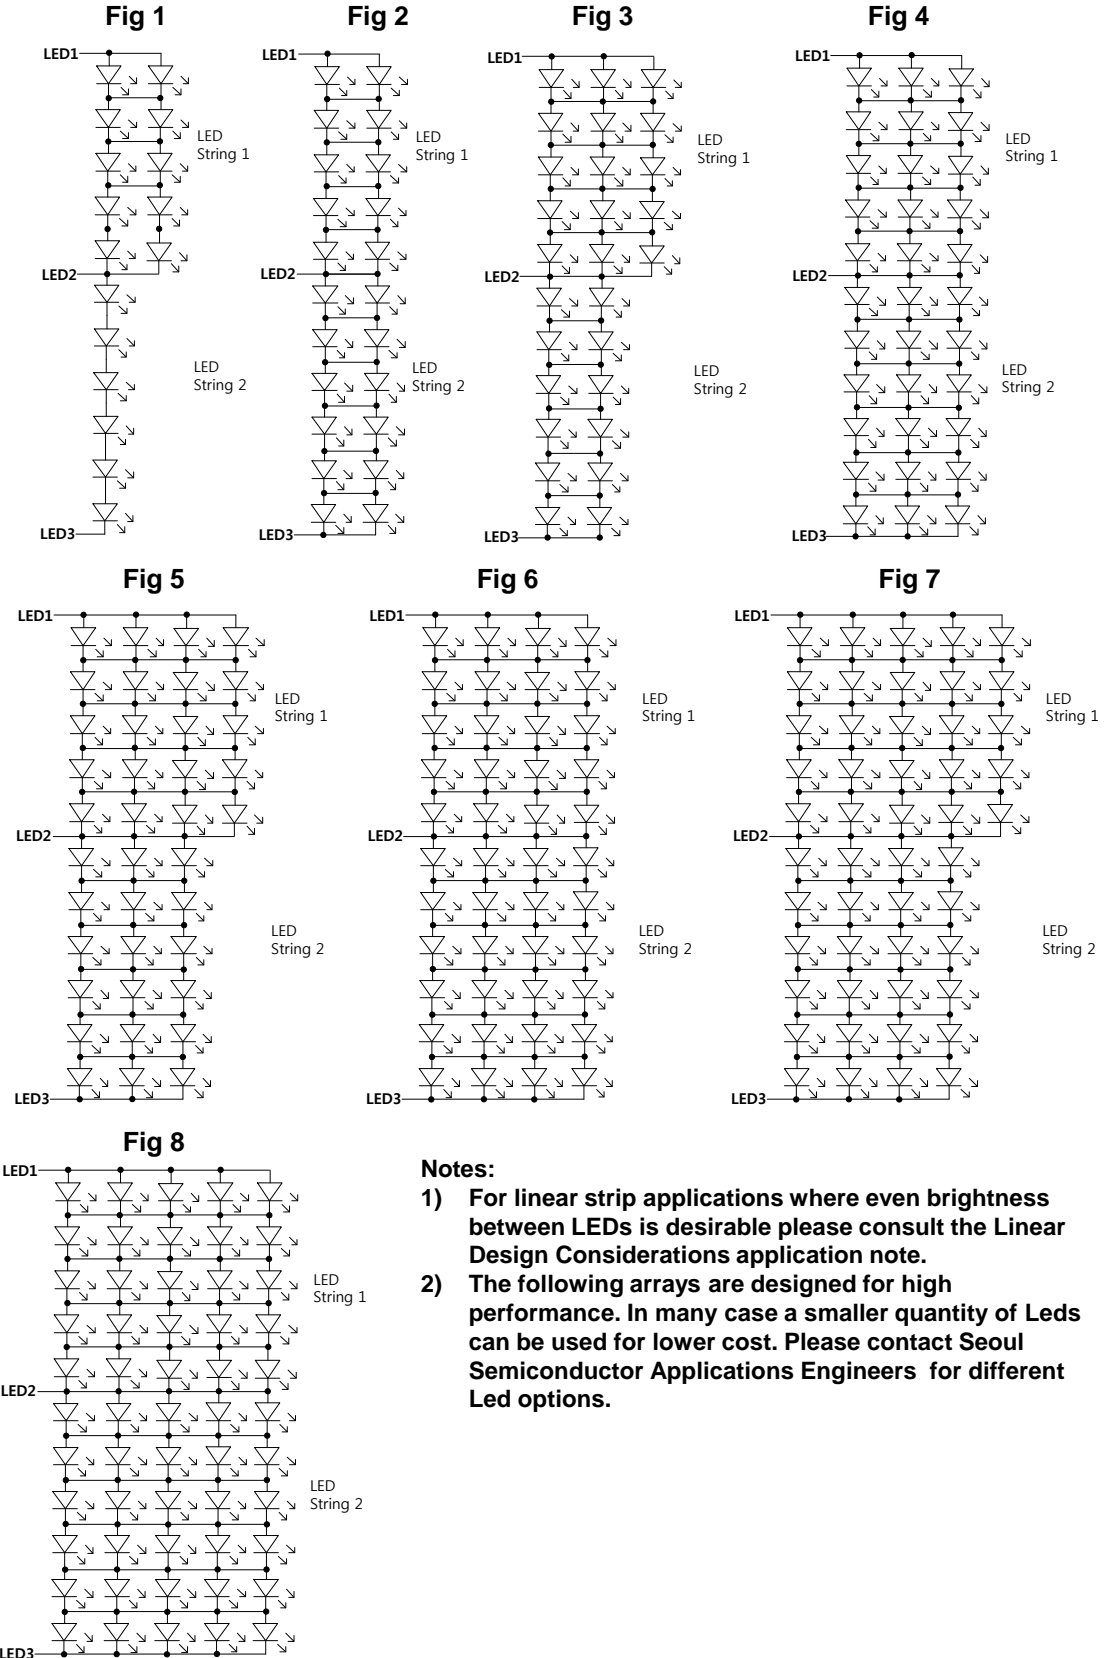 Fig 1
Fig 2
Fig 3
Fig 4
LED1
LED
String 1
LED2
LED
String 2
LED3
LED1
LED
String 1
LED2
LED
String 2
LED3
LED1
LED
String 1
LED2
LED
String 2
LED3
LED1
LED
String 1
LED2
LED
String 2
LED3
Fig 5
Fig 6
Fig 7
LED1
LED
String 1
LED2
LED
String 2
LED3
LED1
LED
String 1
LED2
LED
String 2
LED3
LED1
LED
String 1
LED2
LED
String 2
LED3
Fig 8
LED1
LED
String 1
LED2
LED
String 2
LED3
Notes:
1) For linear strip applications where even brightness
between LEDs is desirable please consult the Linear
Design Considerations application note.
2) The following arrays are designed for high
performance. In many case a smaller quantity of Leds
can be used for lower cost. Please contact Seoul
Semiconductor Applications Engineers for different
Led options.